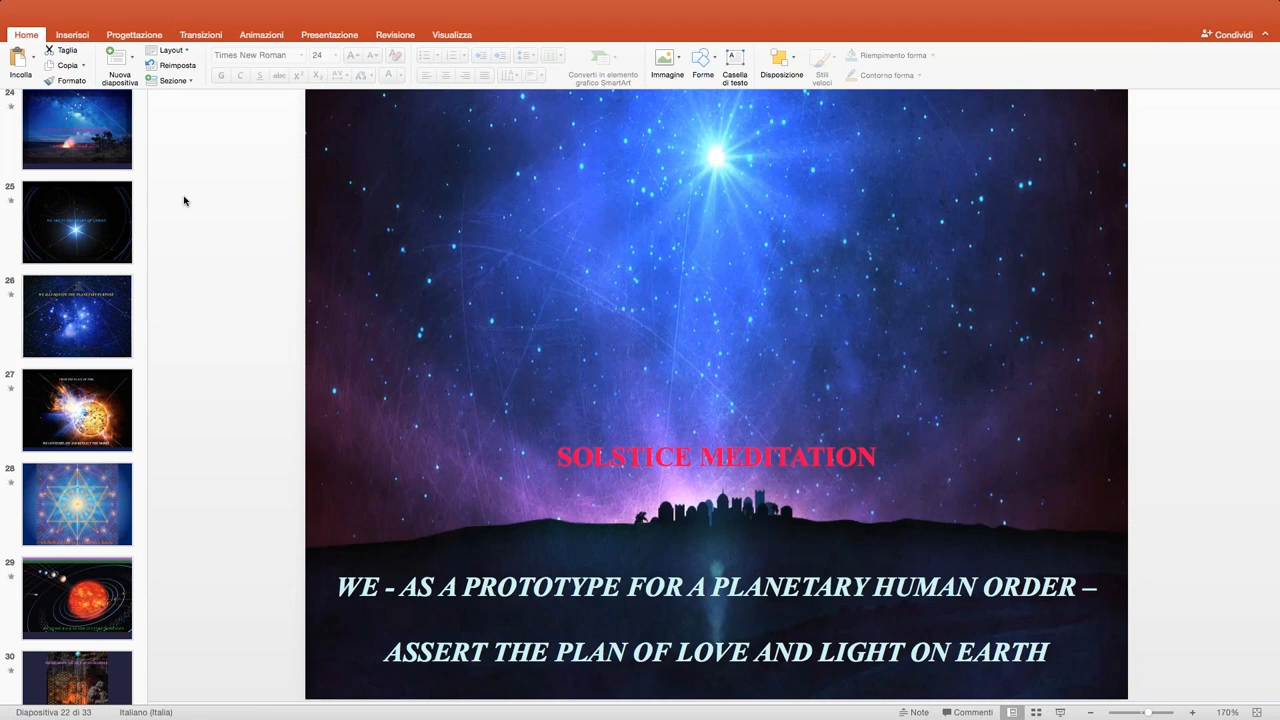 Home Inserisci Progettazione Transizioni Animazioni Presentazione Revisione Visualizza Condividi
Incolla
Taglia
Copia
Formato
Nuova
diapositiva
Layout
Reimposta
Sezione
Times New Roman 24
Converti in elemento
grafico SmartArt
Immagine
Forme
Casella
di testo
Disposizione
Stili
veloci
Riempimento forma
Contorno forma
24
25
26
27
28
29
30
SOLSTICE MEDITATION
WE - AS A PROTOTYPE FOR A PLANETARY HUMAN ORDER –
ASSERT THE PLAN OF LOVE AND LIGHT ON EARTH
Diapositiva 22 di 33 Italiano (Italia) Note Commenti 170%